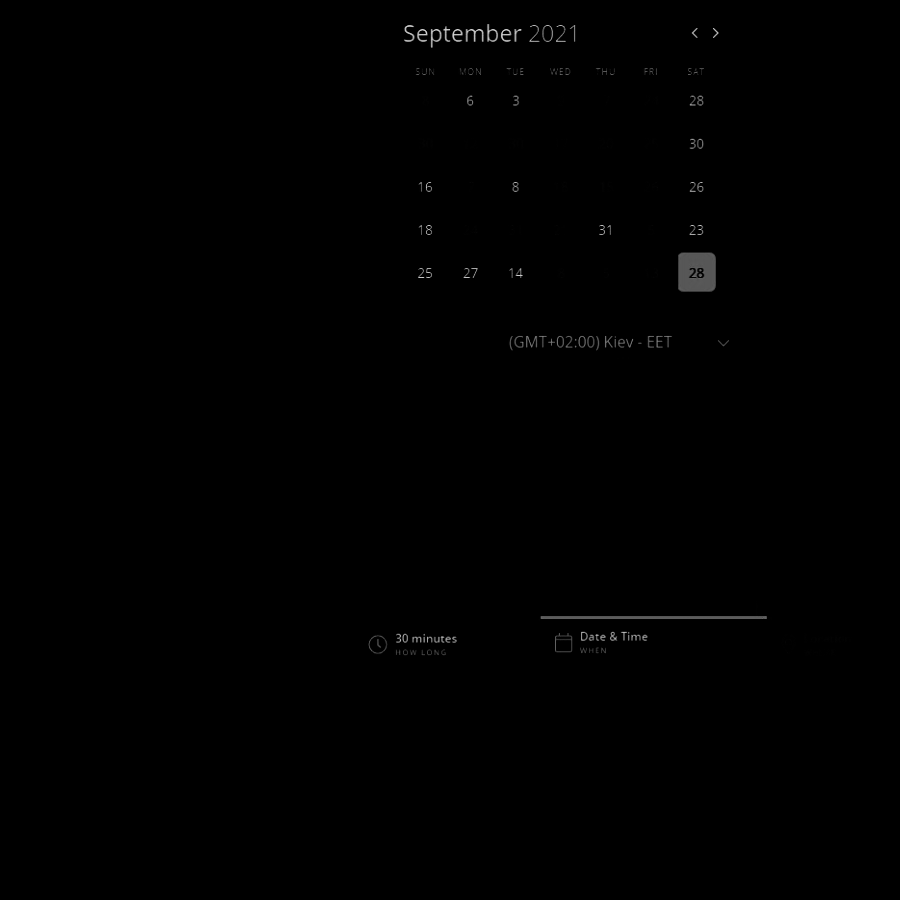 September 2021
SUN MON TUE WED THU FRI SAT
6 3 28
30
16 8 26
18 31 23
25 27 14 28
(GMT+02:00) Kiev - EET
30 minutes
HOW LONG
Date & Time
WHEN